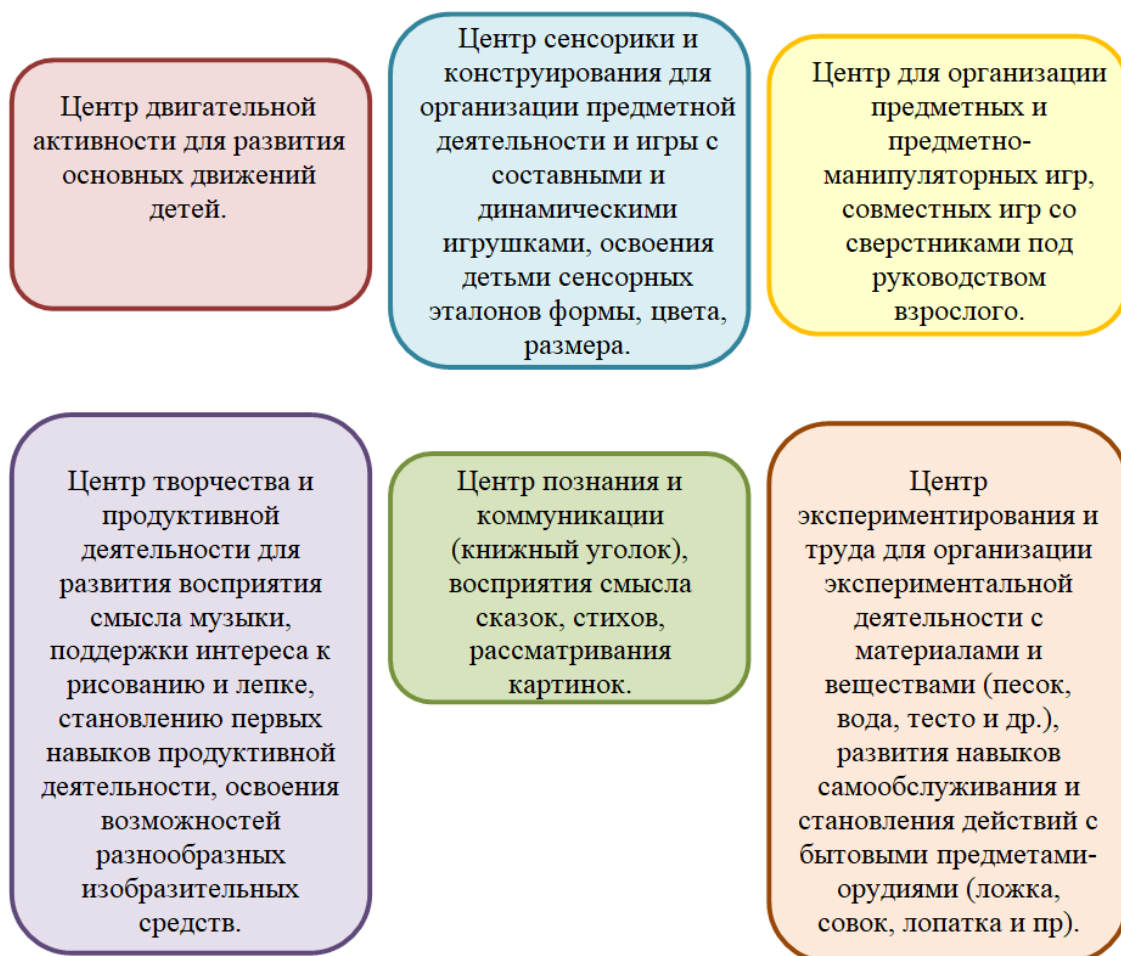 Центр двигательной
активности для развития
основных движений
детей.
Центр сенсорики и
конструирования для
организации предметной
деятельности и игры с
составными и
динамическими
игрушками, освоения
детьми сенсорных
эталонов формы, цвета,
размера.
Центр для организации
предметных и
предметно-
манипуляторных игр,
совместных игр со
сверстниками под
руководством
взрослого.
Центр творчества и
продуктивной
деятельности для
развития восприятия
смысла музыки,
поддержки интереса к
рисованию и лепке,
становлению первых
навыков продуктивной
деятельности, освоения
возможностей
разнообразных
изобразительных
средств.
Центр познания и
коммуникации
(книжный уголок),
восприятия смысла
сказок, стихов,
рассматривания
картинок.
Центр
экспериментирования и
труда для организации
экспериментальной
деятельности с
материалами и
веществами (песок,
вода, тесто и др.),
развития навыков
самообслуживания и
становления действий с
бытовыми предметами-
орудиями (ложка,
совок, лопатка и пр).